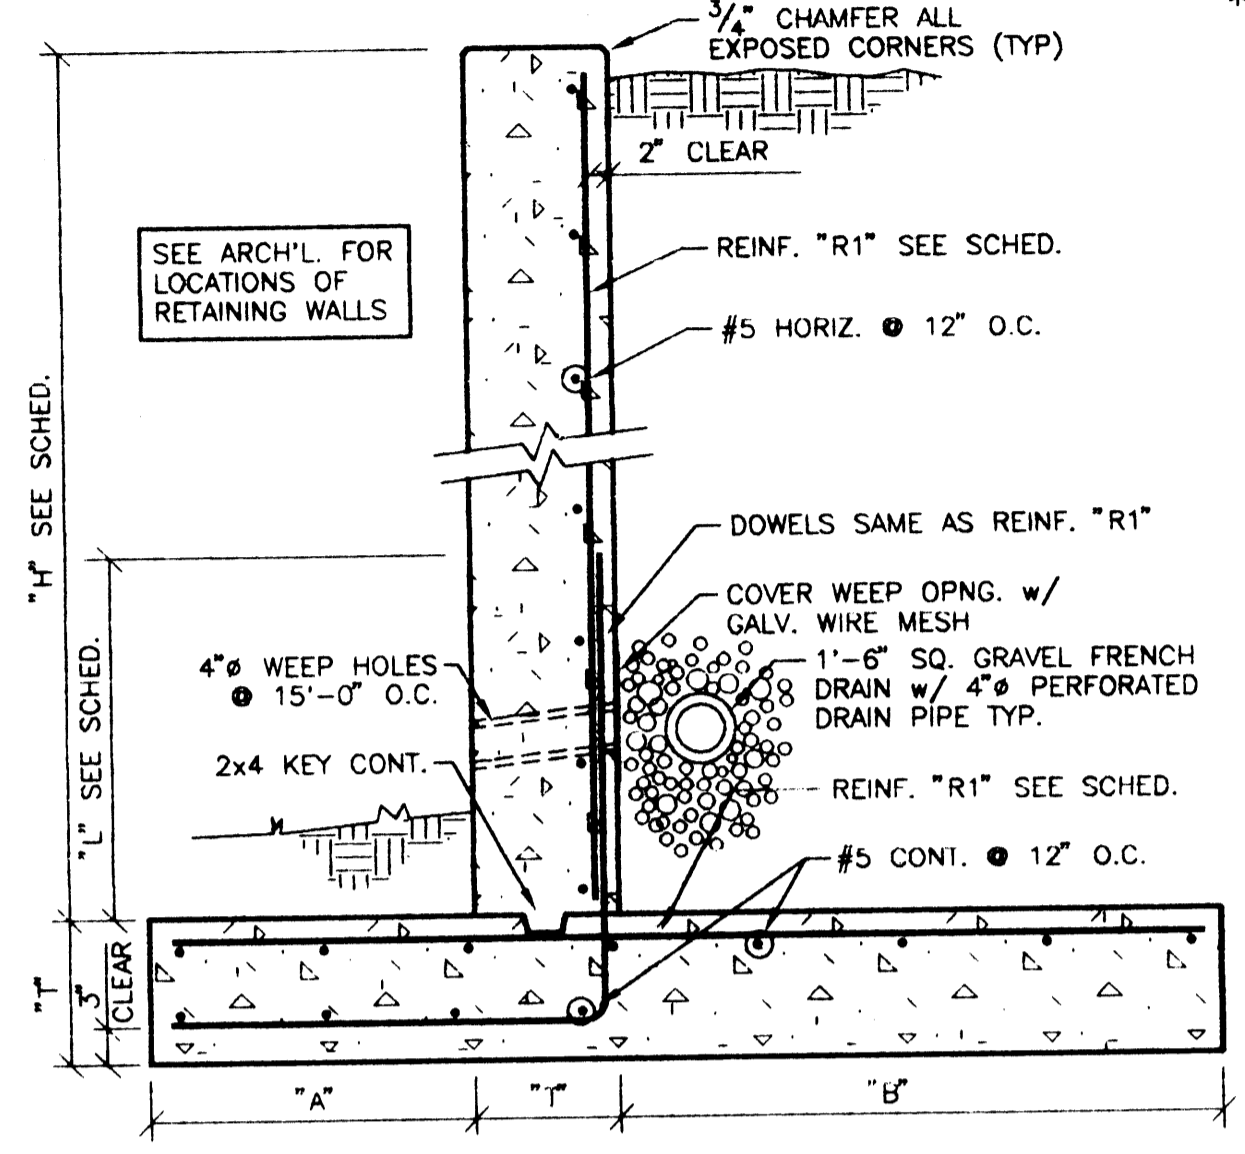 3/4" CHAMFER ALL
EXPOSED CORNERS (TYP)
2" CLEAR
SEE ARCH'L. FOR
LOCATIONS OF
RETAINING WALLS
REINF. "R1" SEE SCHED.
#5 HORIZ. @ 12" O.C.
"H" SEE SCHED.
DOWELS SAME AS REINF. "R1"
COVER WEEP OPNG. w/
GALV. WIRE MESH
4"ø WEEP HOLES
@ 15'-0" O.C.
1'-6" SQ. GRAVEL FRENCH
DRAIN w/ 4"ø PERFORATED
DRAIN PIPE TYP.
"L" SEE SCHED.
2x4 KEY CONT.
REINF. "R1" SEE SCHED.
#5 CONT. @ 12" O.C.
"T"
3"
CLEAR
"A"
"T"
"B"